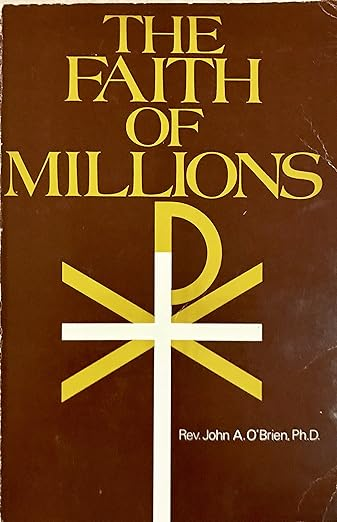 THE
FAITH
OF
MILLIONS
Rev. John A. O'Brien, Ph.D.